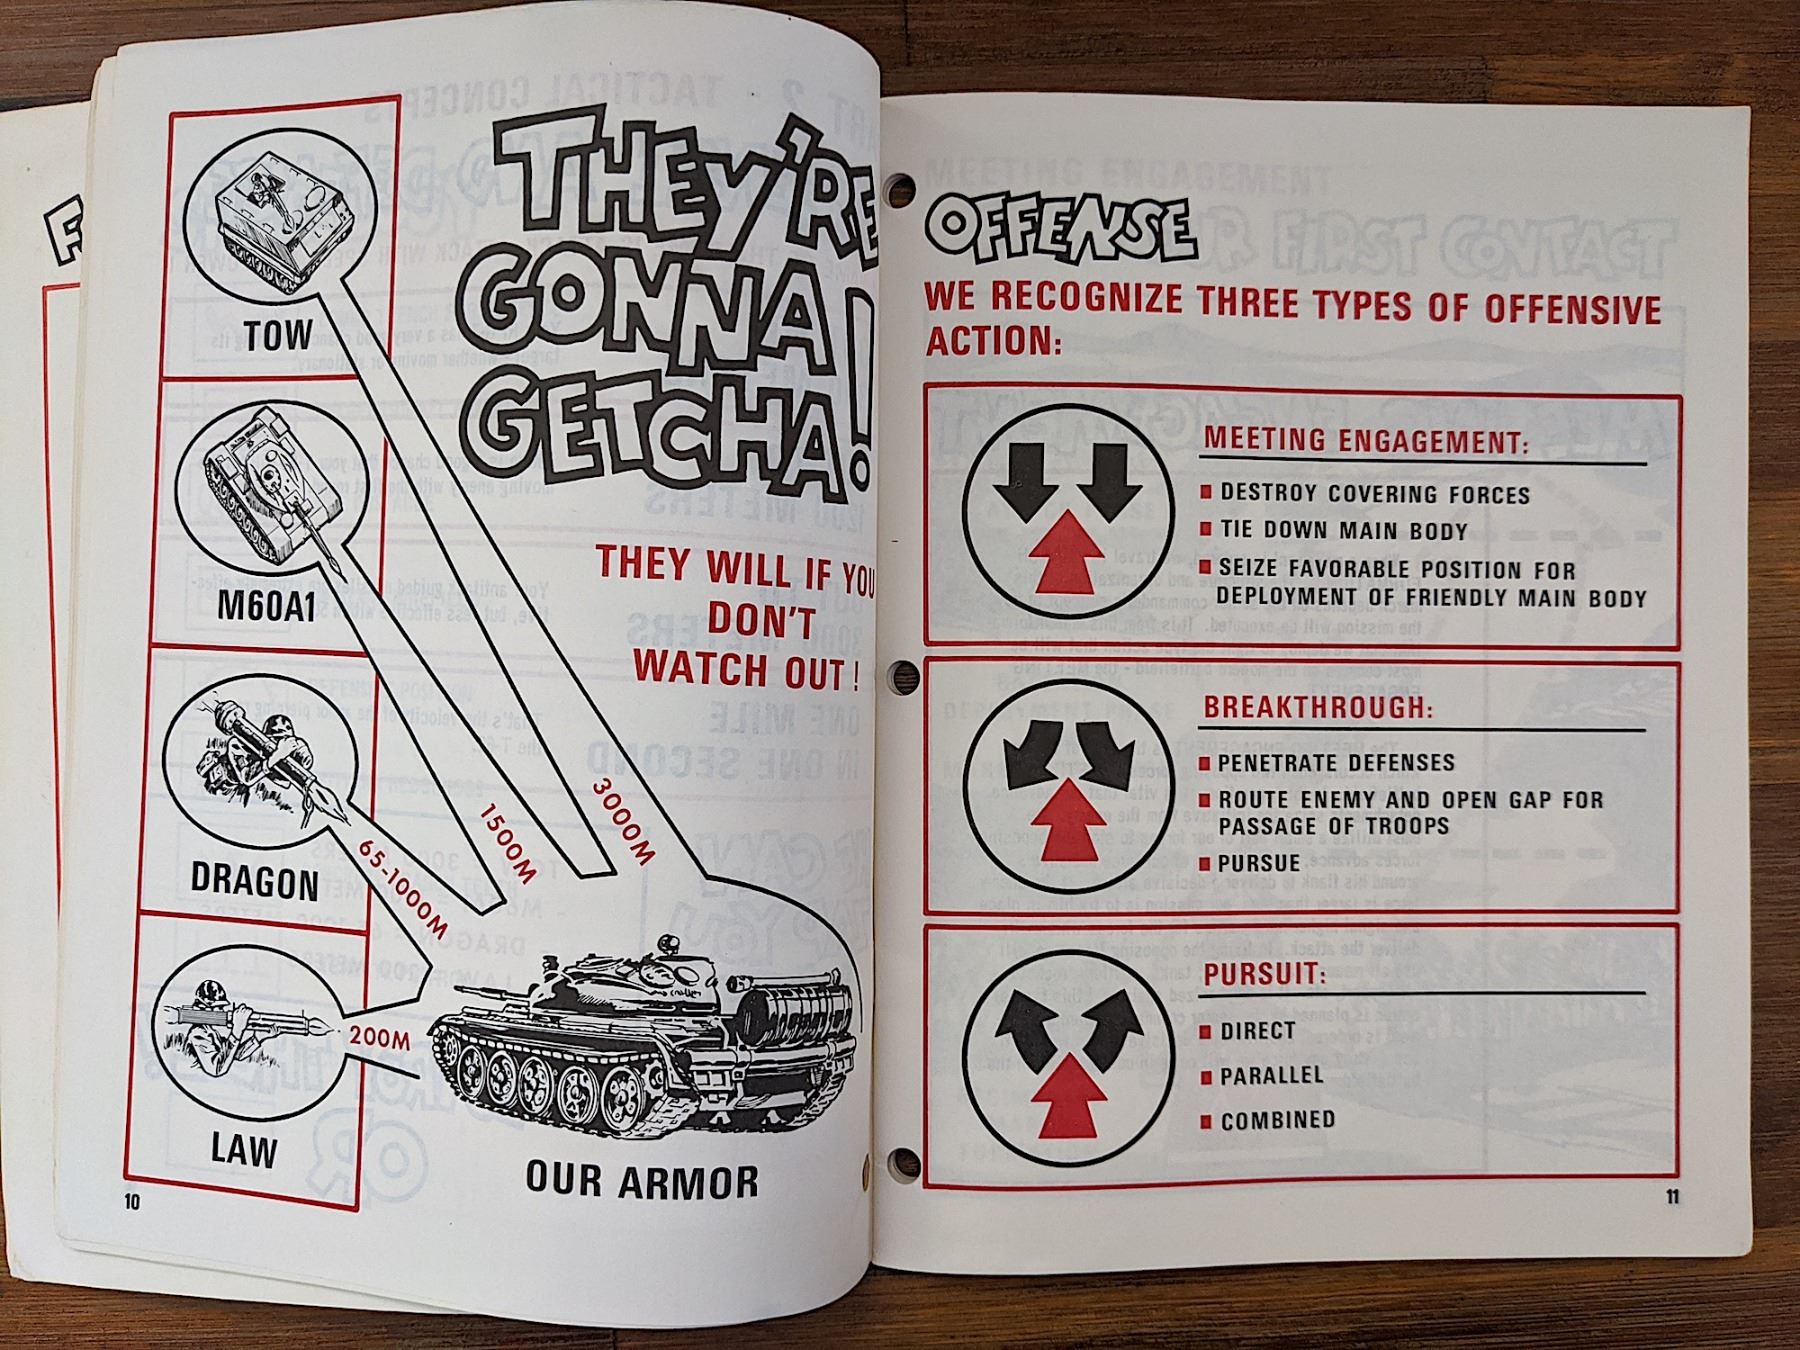 THEY'RE
GONNA
GETCHA!
THEY WILL IF YOU
DON'T
WATCH OUT!
TOW
3000M
M60A1
1500M
DRAGON
65-1000M
LAW
200M
OUR ARMOR
10
OFFENSE
WE RECOGNIZE THREE TYPES OF OFFENSIVE
ACTION:
MEETING ENGAGEMENT:
DESTROY COVERING FORCES
TIE DOWN MAIN BODY
SEIZE FAVORABLE POSITION FOR
DEPLOYMENT OF FRIENDLY MAIN BODY
BREAKTHROUGH:
PENETRATE DEFENSES
ROUTE ENEMY AND OPEN GAP FOR
PASSAGE OF TROOPS
PURSUE
PURSUIT:
DIRECT
PARALLEL
COMBINED
11